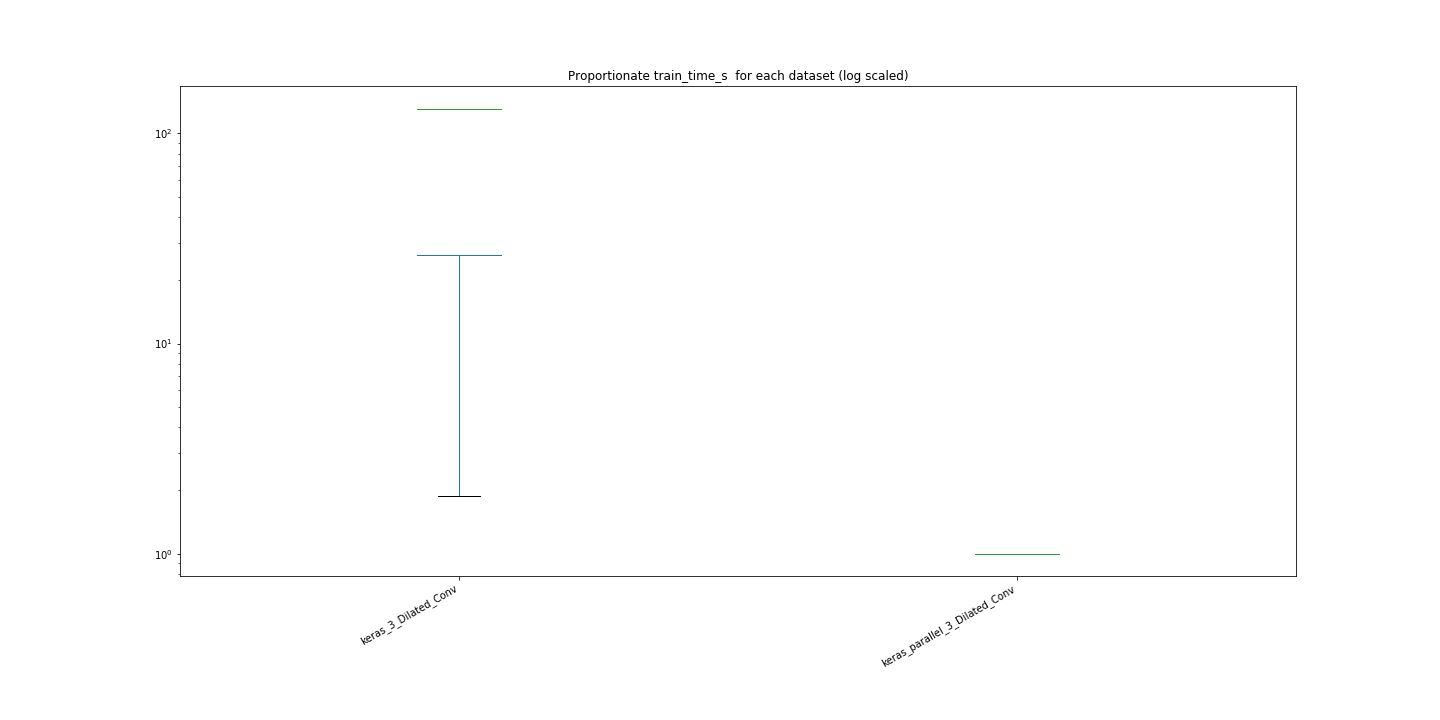 Proportionate train_time_s  for each dataset (log scaled)
10²
10¹
10⁰
keras_3_Dilated_Conv
keras_parallel_3_Dilated_Conv